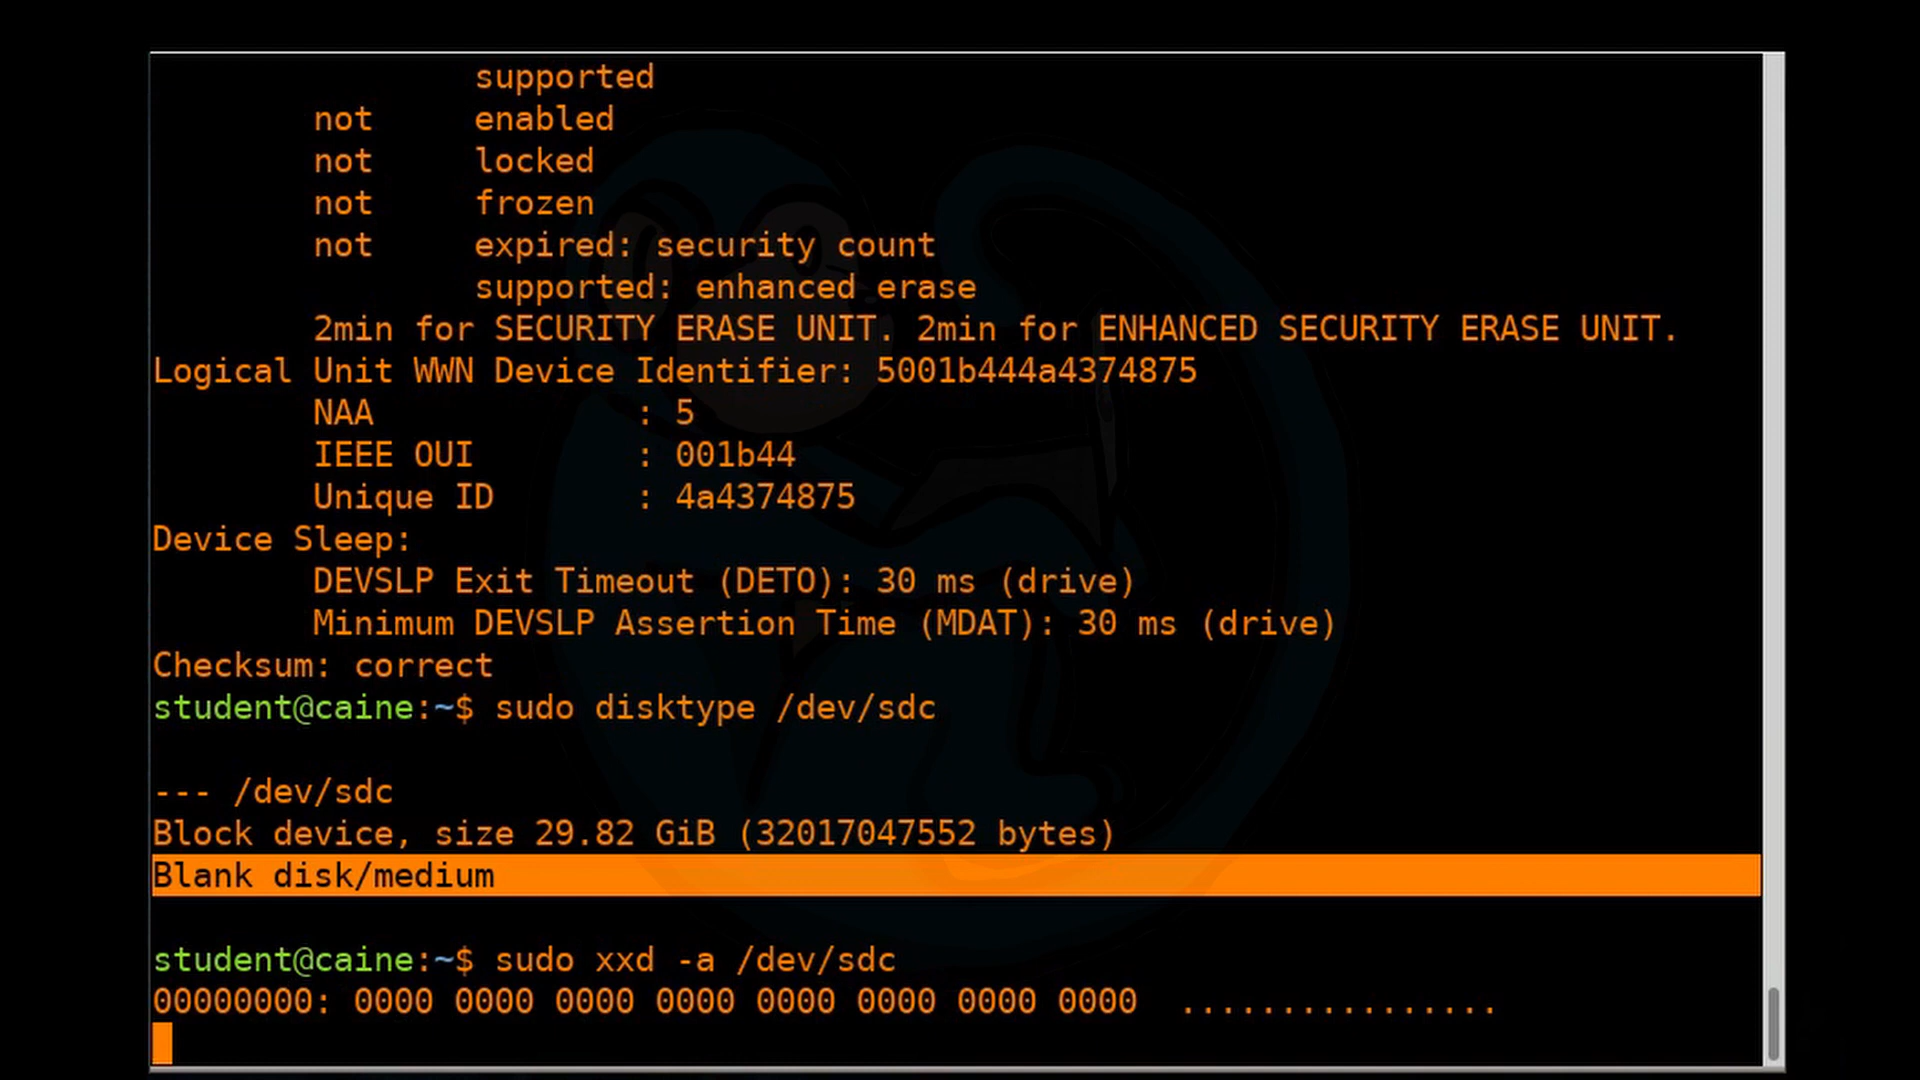 supported
not enabled
not locked
not frozen
not expired: security count
supported: enhanced erase
2min for SECURITY ERASE UNIT. 2min for ENHANCED SECURITY ERASE UNIT.
Logical Unit WWN Device Identifier: 5001b444a4374875
NAA : 5
IEEE OUI : 001b44
Unique ID : 4a4374875
Device Sleep:
DEVSLP Exit Timeout (DETO): 30 ms (drive)
Minimum DEVSLP Assertion Time (MDAT): 30 ms (drive)
Checksum: correct
student@caine:~$ sudo disktype /dev/sdc
--- /dev/sdc
Block device, size 29.82 GiB (32017047552 bytes)
Blank disk/medium
student@caine:~$ sudo xxd -a /dev/sdc
00000000: 0000 0000 0000 0000 0000 0000 0000 0000 ................